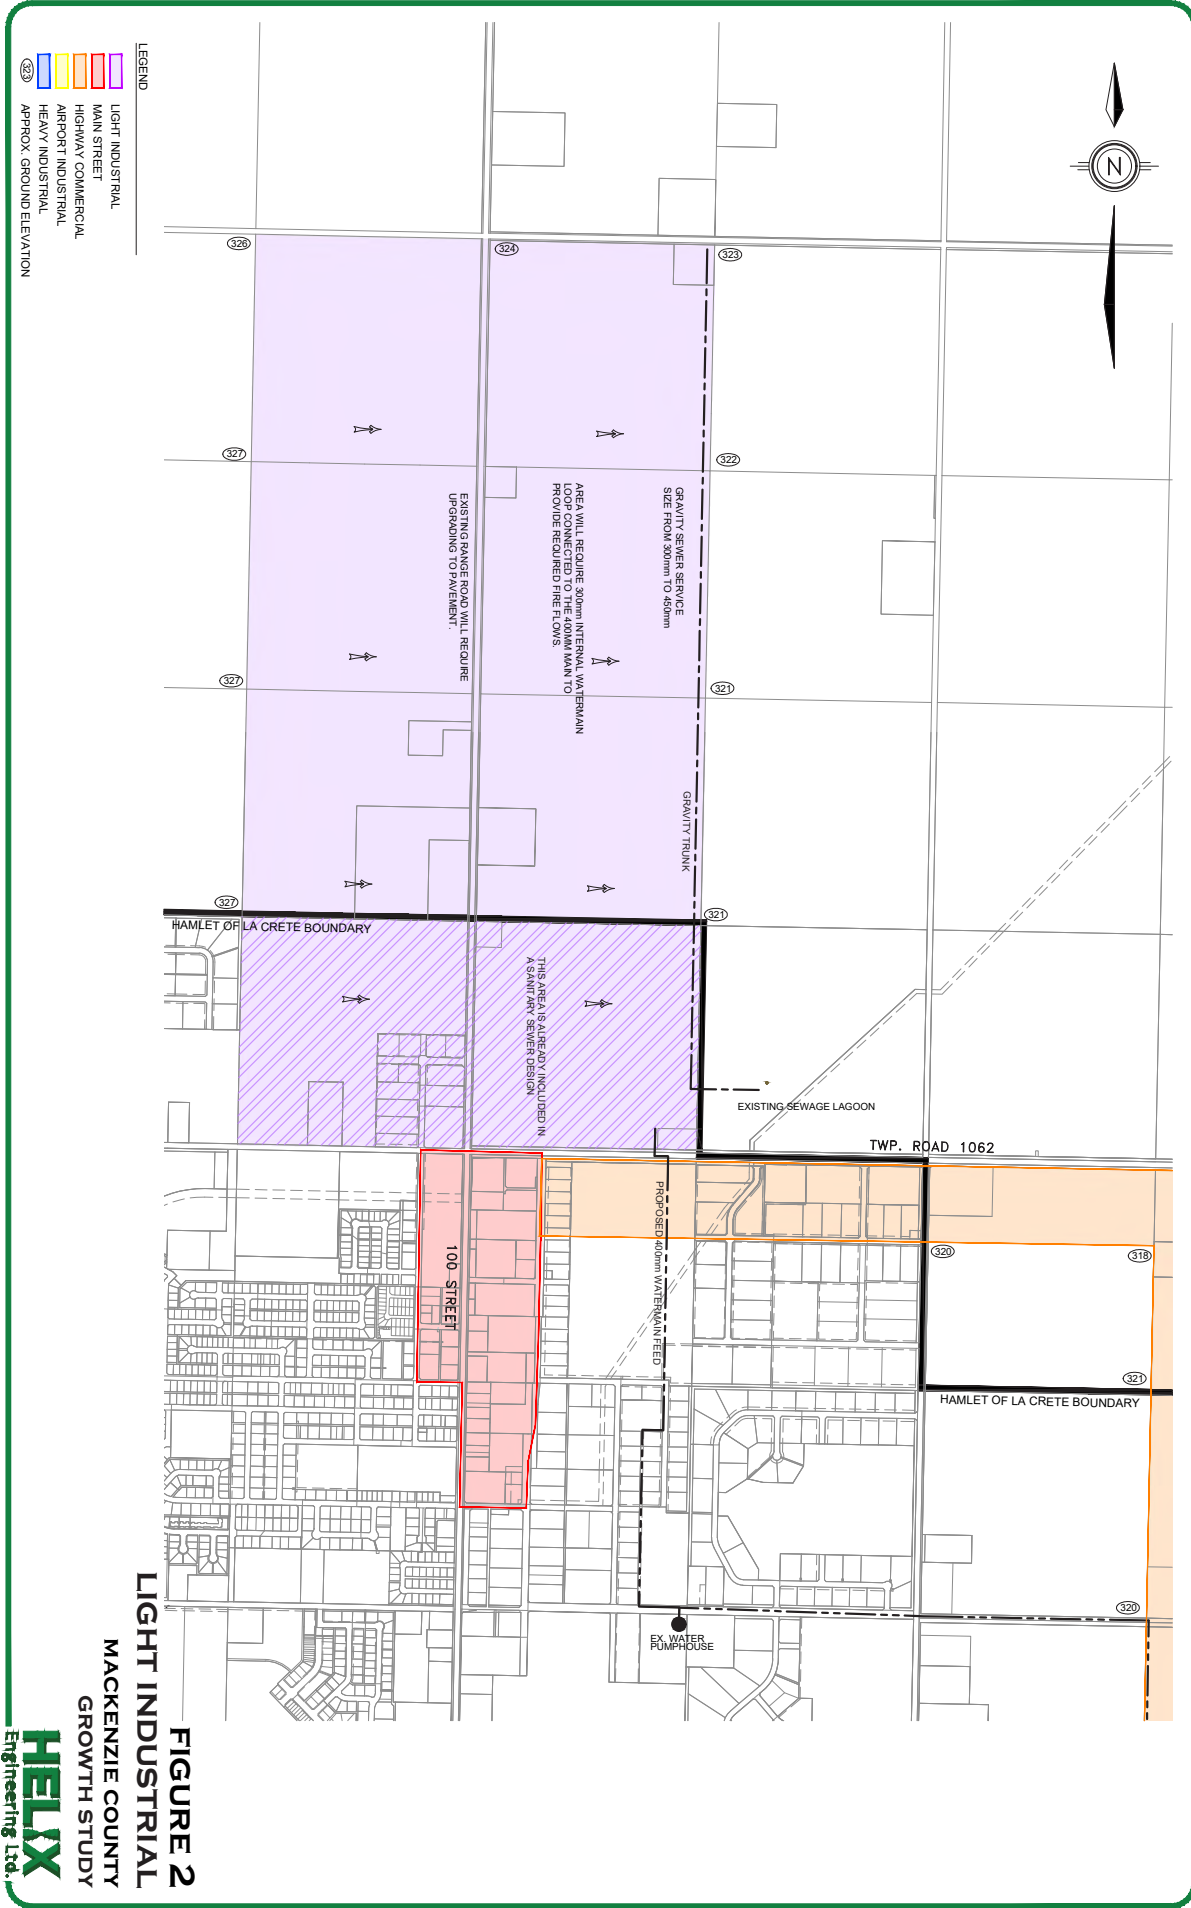 LEGEND
LIGHT INDUSTRIAL
MAIN STREET
HIGHWAY COMMERCIAL
AIRPORT INDUSTRIAL
HEAVY INDUSTRIAL
323 APPROX. GROUND ELEVATION
N
326
324
323
327
322
GRAVITY SEWER SERVICE
SIZE FROM 300mm TO 450mm
AREA WILL REQUIRE 300mm INTERNAL WATERMAIN
LOOP CONNECTED TO THE 400MM MAIN TO
PROVIDE REQUIRED FIRE FLOWS.
EXISTING RANGE ROAD WILL REQUIRE
UPGRADING TO PAVEMENT.
327
321
GRAVITY TRUNK
327
321
HAMLET OF LA CRETE BOUNDARY
THIS AREA IS ALREADY INCLUDED IN
A SANITARY SEWER DESIGN
EXISTING SEWAGE LAGOON
TWP. ROAD 1062
PROPOSED 400mm WATERMAIN FEED
100 STREET
320
318
321
HAMLET OF LA CRETE BOUNDARY
320
EX. WATER
PUMPHOUSE
FIGURE 2
LIGHT INDUSTRIAL
MACKENZIE COUNTY
GROWTH STUDY
HELIX
Engineering Ltd.